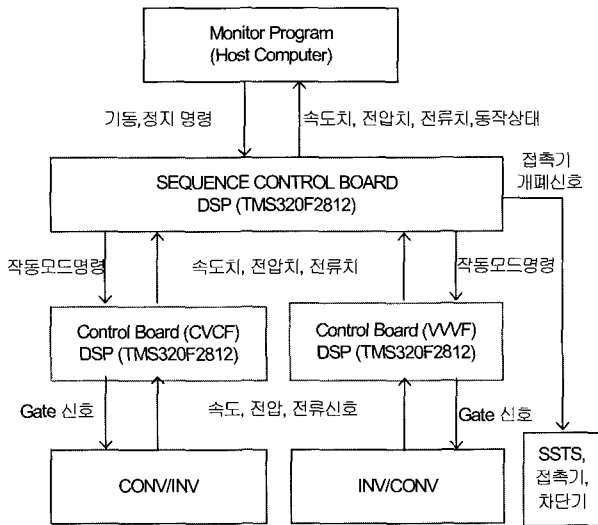 Monitor Program
(Host Computer)
기동,정지 명령
속도치, 전압치, 전류치,동작상태
SEQUENCE CONTROL BOARD
DSP (TMS320F2812)
접촉기
개폐신호
작동모드명령
속도치, 전압치, 전류치
작동모드명령
Control Board (CVCF)
DSP (TMS320F2812)
Control Board (VVVF)
DSP (TMS320F2812)
Gate 신호
속도, 전압, 전류신호
Gate 신호
CONV/INV
INV/CONV
SSTS,
접촉기,
차단기